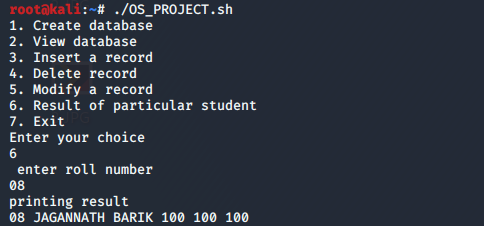 root@kali:~# ./OS_PROJECT.sh
1. Create database
2. View database
3. Insert a record
4. Delete record
5. Modify a record
6. Result of particular student
7. Exit
Enter your choice
6
 enter roll number
08
printing result
08 JAGANNATH BARIK 100 100 100